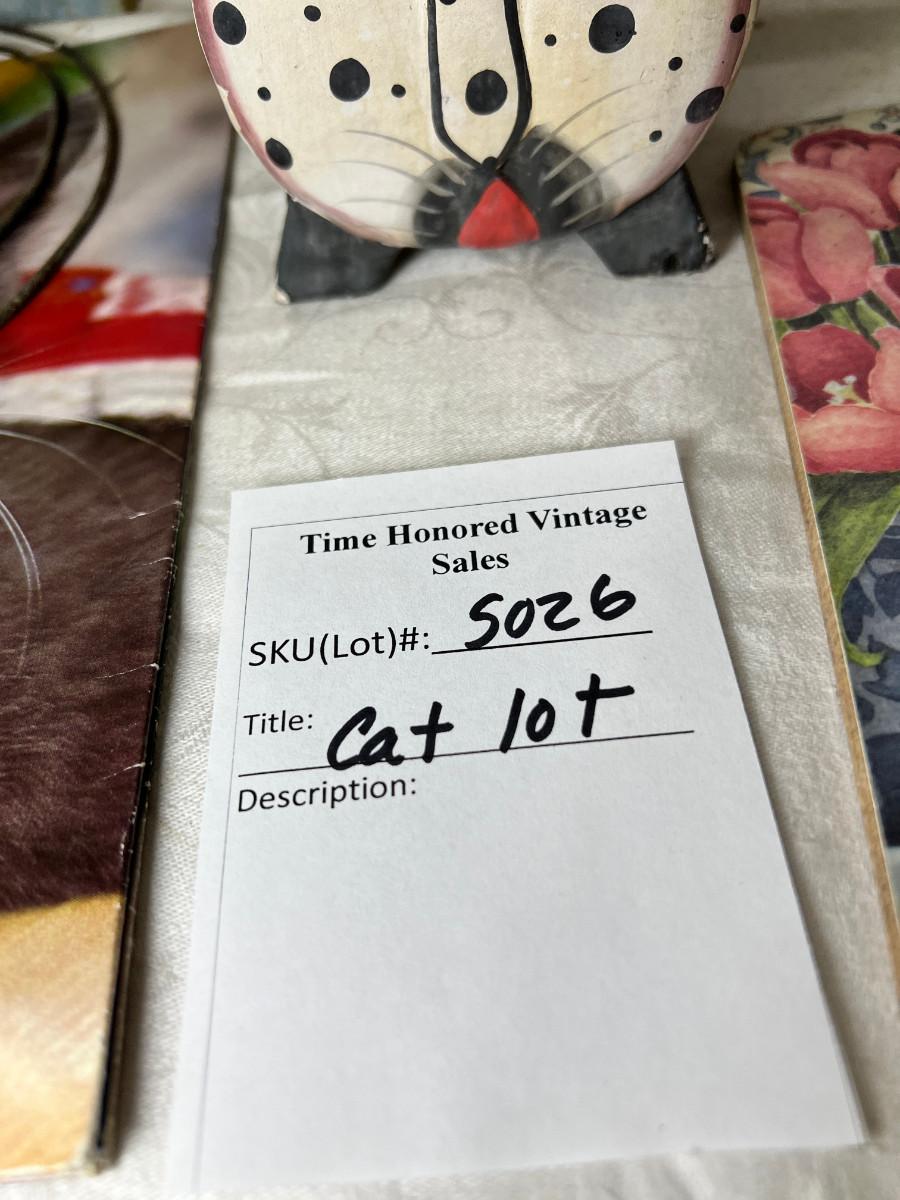 Time Honored Vintage
Sales
SKU(Lot)#: 5026
Title: Cat lot
Description: